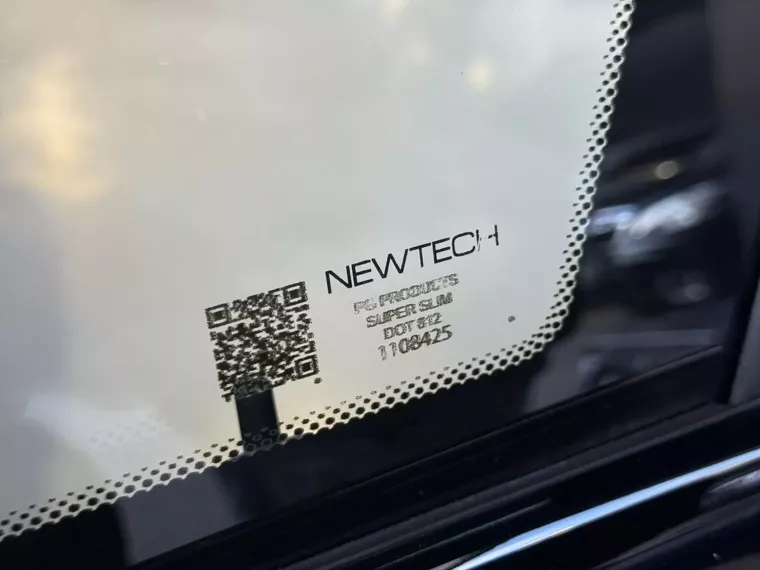 NEWTECH
PG PRODUCTS
SUPER SLIM
DOT 812
1108425